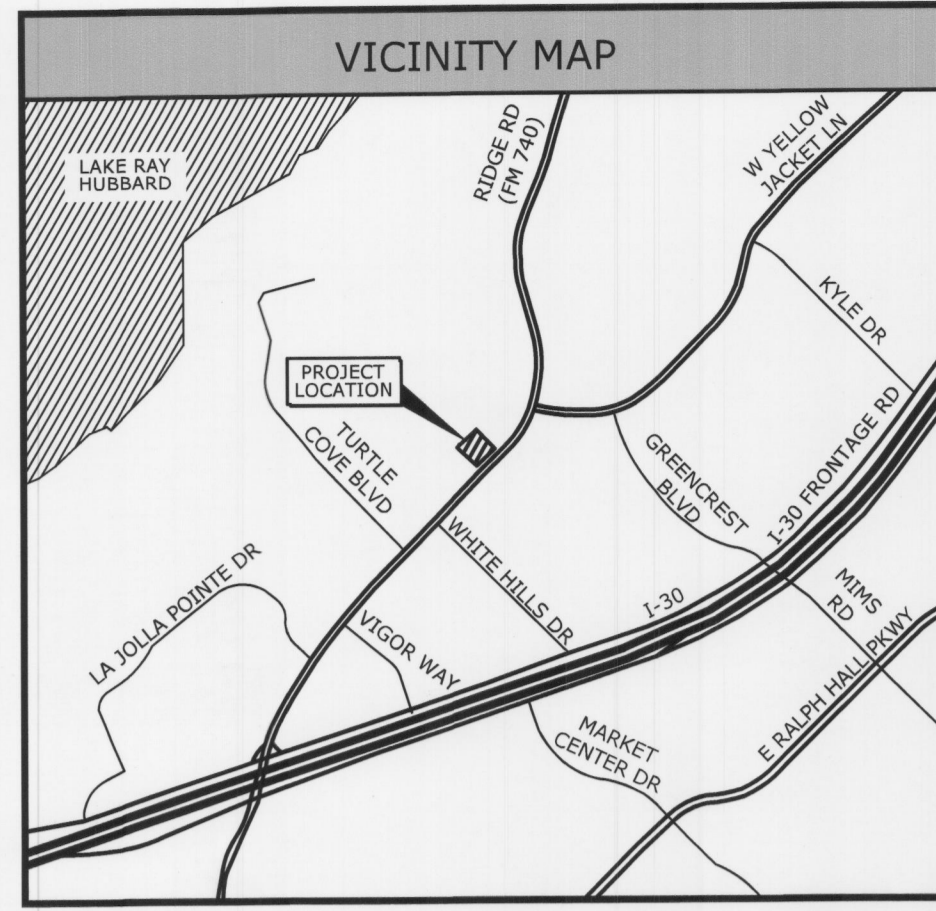 VICINITY MAP
LAKE RAY
HUBBARD
RIDGE RD
(FM 740)
W YELLOW
JACKET LN
KYLE DR
PROJECT
LOCATION
TURTLE
COVE BLVD
GREENCREST
BLVD
I-30 FRONTAGE RD
WHITE HILLS DR
LA JOLLA POINTE DR
VIGOR WAY
I-30
MIMS
RD
E RALPH HALL PKWY
MARKET
CENTER DR